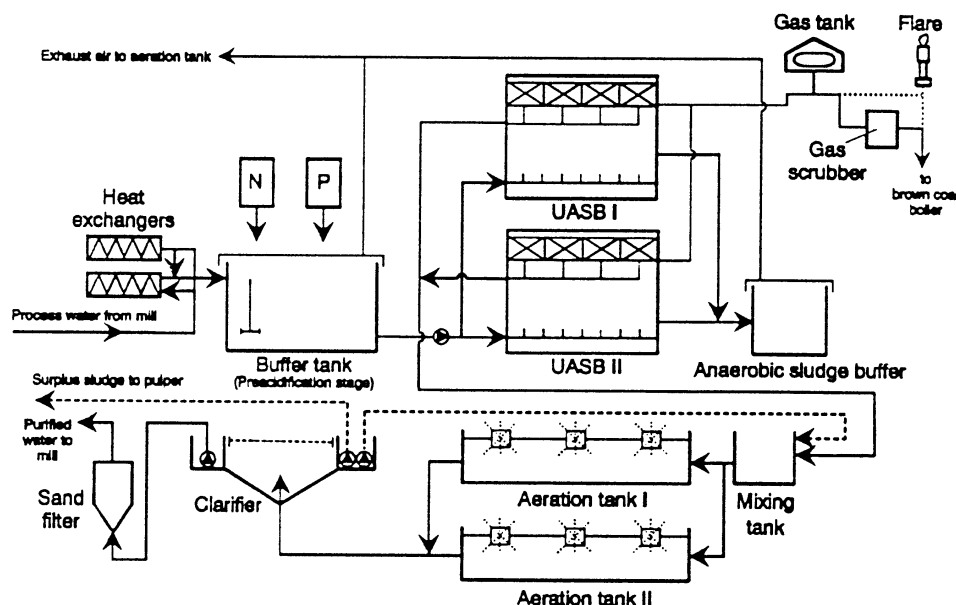 Gas tank
Flare
Exhaust air to aeration tank
N
P
Gas
scrubber
to
brown coal
boiler
UASB I
Heat
exchangers
Process water from mill
Buffer tank
(Preacidification stage)
UASB II
Anaerobic sludge buffer
Surplus sludge to pulper
Purified
water to
mill
Sand
filter
Clarifier
Aeration tank I
Mixing
tank
Aeration tank II